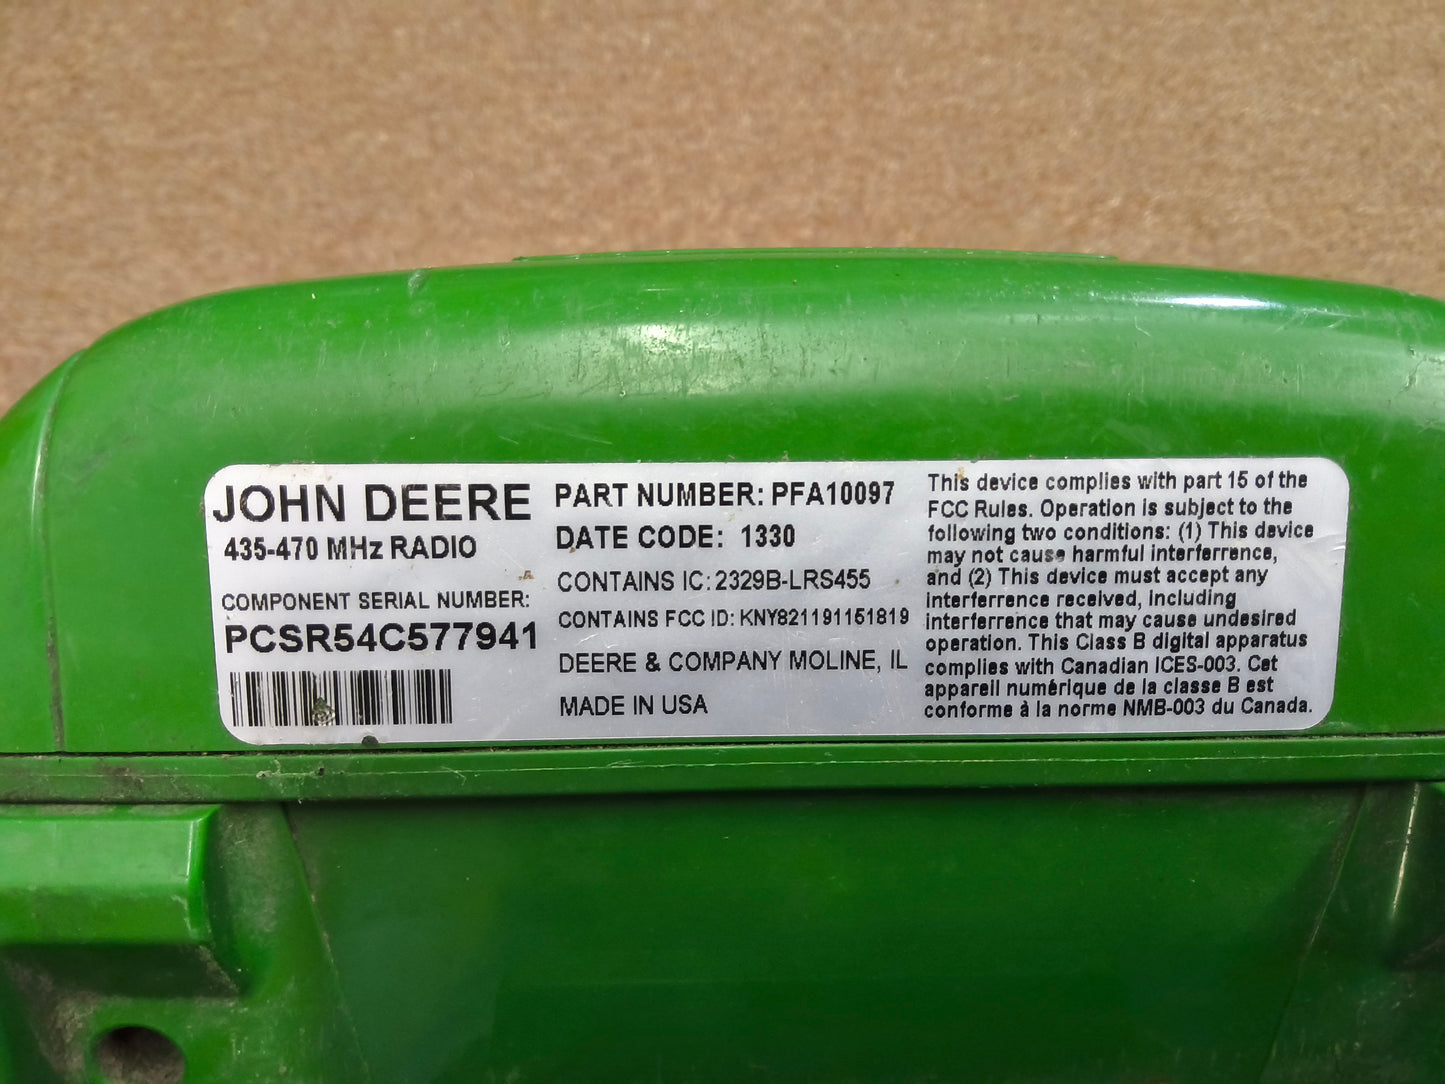 JOHN DEERE
435-470 MHz RADIO
COMPONENT SERIAL NUMBER:
PCSR54C577941
PART NUMBER: PFA10097
DATE CODE: 1330
CONTAINS IC: 2329B-LRS455
CONTAINS FCC ID: KNY821191151819
DEERE & COMPANY MOLINE, IL
MADE IN USA
This device complies with part 15 of the
FCC Rules. Operation is subject to the
following two conditions: (1) This device
may not cause harmful interferrence,
and (2) This device must accept any
interferrence received, including
interferrence that may cause undesired
operation. This Class B digital apparatus
complies with Canadian ICES-003. Cet
appareil numérique de la classe B est
conforme à la norme NMB-003 du Canada.